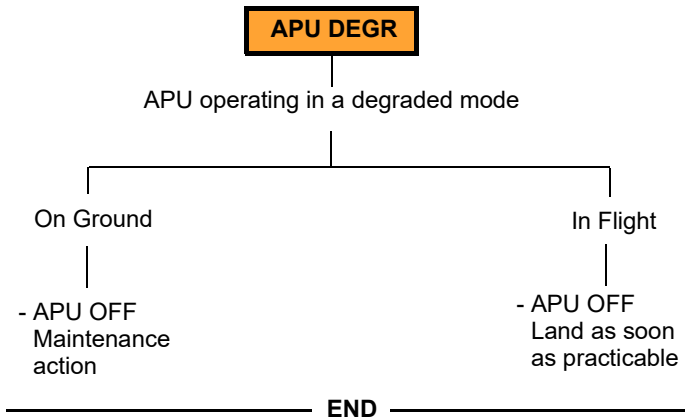 APU DEGR
APU operating in a degraded mode
On Ground
In Flight
- APU OFF
Maintenance
action
- APU OFF
Land as soon
as practicable
END